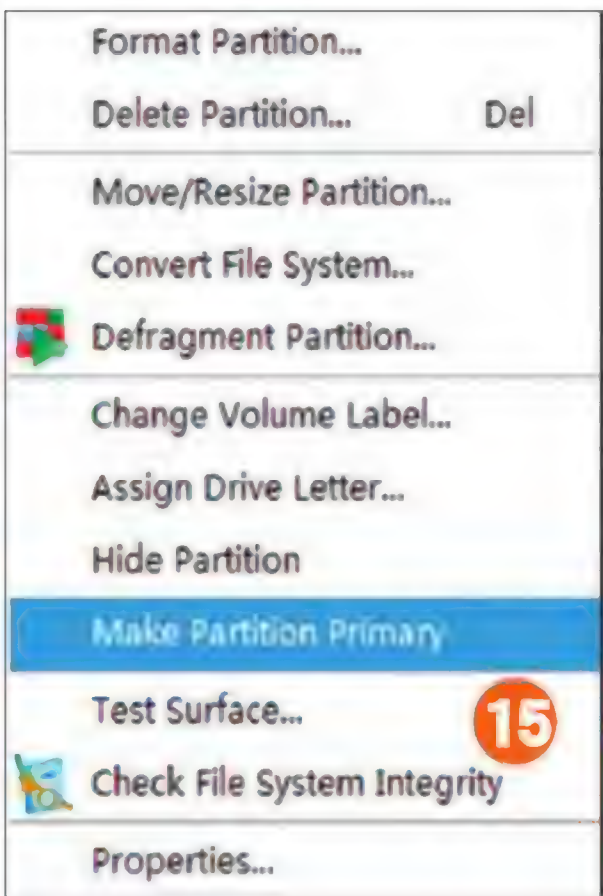 Format Partition...
Delete Partition... Del
Move/Resize Partition...
Convert File System...
Defragment Partition...
Change Volume Label...
Assign Drive Letter...
Hide Partition
Make Partition Primary
Test Surface...
15
Check File System Integrity
Properties...